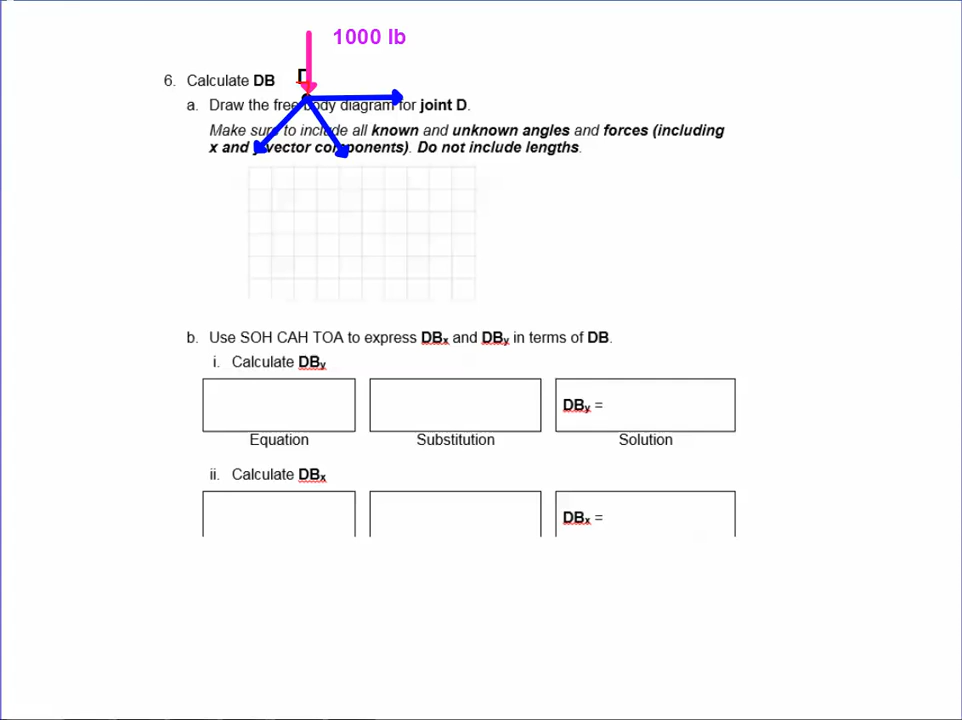 1000 lb
6. Calculate DB D
a. Draw the free body diagram for joint D.
Make sure to include all known and unknown angles and forces (including
x and y vector components). Do not include lengths.
b. Use SOH CAH TOA to express DBx and DBy in terms of DB.
i. Calculate DBy
DBy =
Equation Substitution Solution
ii. Calculate DBx
DBx =